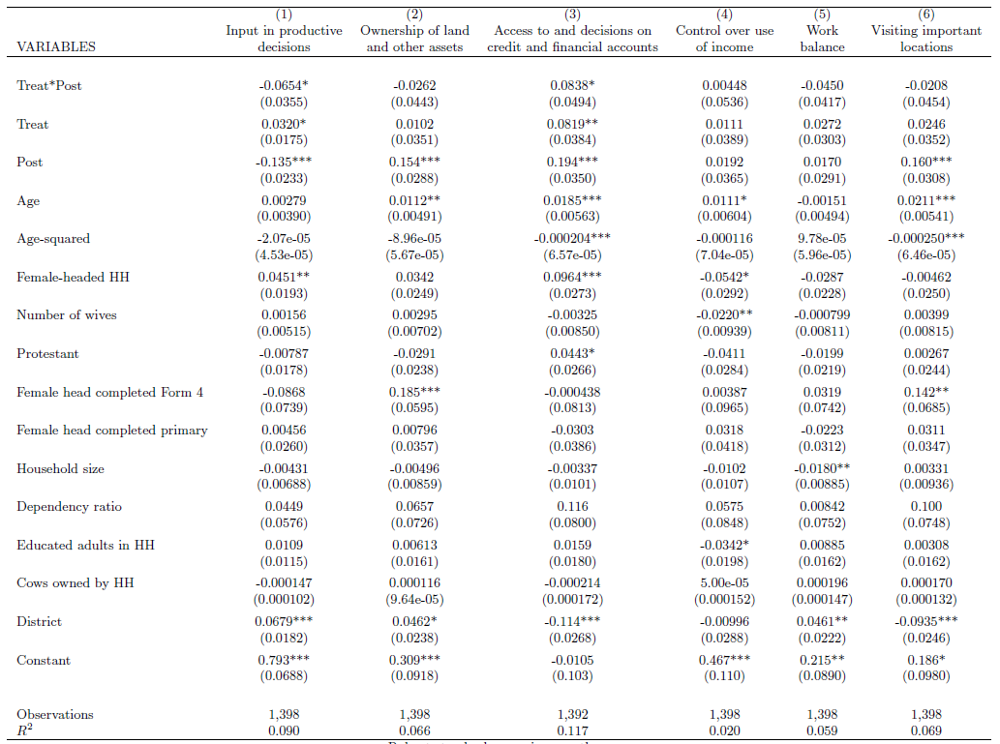 (1) (2) (3) (4) (5) (6)
Input in productive Ownership of land Access to and decisions on Control over use Work Visiting important
VARIABLES decisions and other assets credit and financial accounts of income balance locations
Treat*Post -0.0654* -0.0262 0.0838* 0.00448 -0.0450 -0.0208
(0.0355) (0.0443) (0.0494) (0.0536) (0.0417) (0.0454)
Treat 0.0320* 0.0102 0.0819** 0.0111 0.0272 0.0246
(0.0175) (0.0351) (0.0384) (0.0389) (0.0303) (0.0352)
Post -0.135*** 0.154*** 0.194*** 0.0192 0.0170 0.160***
(0.0233) (0.0288) (0.0350) (0.0365) (0.0291) (0.0308)
Age 0.00279 0.0112** 0.0185*** 0.0111* -0.00151 0.0211***
(0.00390) (0.00491) (0.00563) (0.00604) (0.00494) (0.00541)
Age-squared -2.07e-05 -8.96e-05 -0.000204*** -0.000116 9.78e-05 -0.000250***
(4.53e-05) (5.67e-05) (6.57e-05) (7.04e-05) (5.96e-05) (6.46e-05)
Female-headed HH 0.0451** 0.0342 0.0964*** -0.0542* -0.0287 -0.00462
(0.0193) (0.0249) (0.0273) (0.0292) (0.0228) (0.0250)
Number of wives 0.00156 0.00295 -0.00325 -0.0220** -0.000799 0.00399
(0.00515) (0.00702) (0.00850) (0.00939) (0.00811) (0.00815)
Protestant -0.00787 -0.0291 0.0443* -0.0411 -0.0199 0.00267
(0.0178) (0.0238) (0.0266) (0.0284) (0.0219) (0.0244)
Female head completed Form 4 -0.0868 0.185*** -0.000438 0.00387 0.0319 0.142**
(0.0739) (0.0595) (0.0813) (0.0965) (0.0742) (0.0685)
Female head completed primary 0.00456 0.00796 -0.0303 0.0318 -0.0223 0.0311
(0.0260) (0.0357) (0.0386) (0.0418) (0.0312) (0.0347)
Household size -0.00431 -0.00496 -0.00337 -0.0102 -0.0180** 0.00331
(0.00688) (0.00859) (0.0101) (0.0107) (0.00885) (0.00936)
Dependency ratio 0.0449 0.0657 0.116 0.0575 0.00842 0.100
(0.0576) (0.0726) (0.0800) (0.0848) (0.0752) (0.0748)
Educated adults in HH 0.0109 0.00613 0.0159 -0.0342* 0.00885 0.00308
(0.0115) (0.0161) (0.0180) (0.0198) (0.0162) (0.0162)
Cows owned by HH -0.000147 0.000116 -0.000214 5.00e-05 0.000196 0.000170
(0.000102) (9.64e-05) (0.000172) (0.000152) (0.000147) (0.000132)
District 0.0679*** 0.0462* -0.114*** -0.00996 0.0461** -0.0935***
(0.0182) (0.0238) (0.0268) (0.0288) (0.0222) (0.0246)
Constant 0.793*** 0.309*** -0.0105 0.467*** 0.215** 0.186*
(0.0688) (0.0918) (0.103) (0.110) (0.0890) (0.0980)
Observations 1,398 1,398 1,392 1,398 1,398 1,398
R² 0.090 0.066 0.117 0.020 0.059 0.069